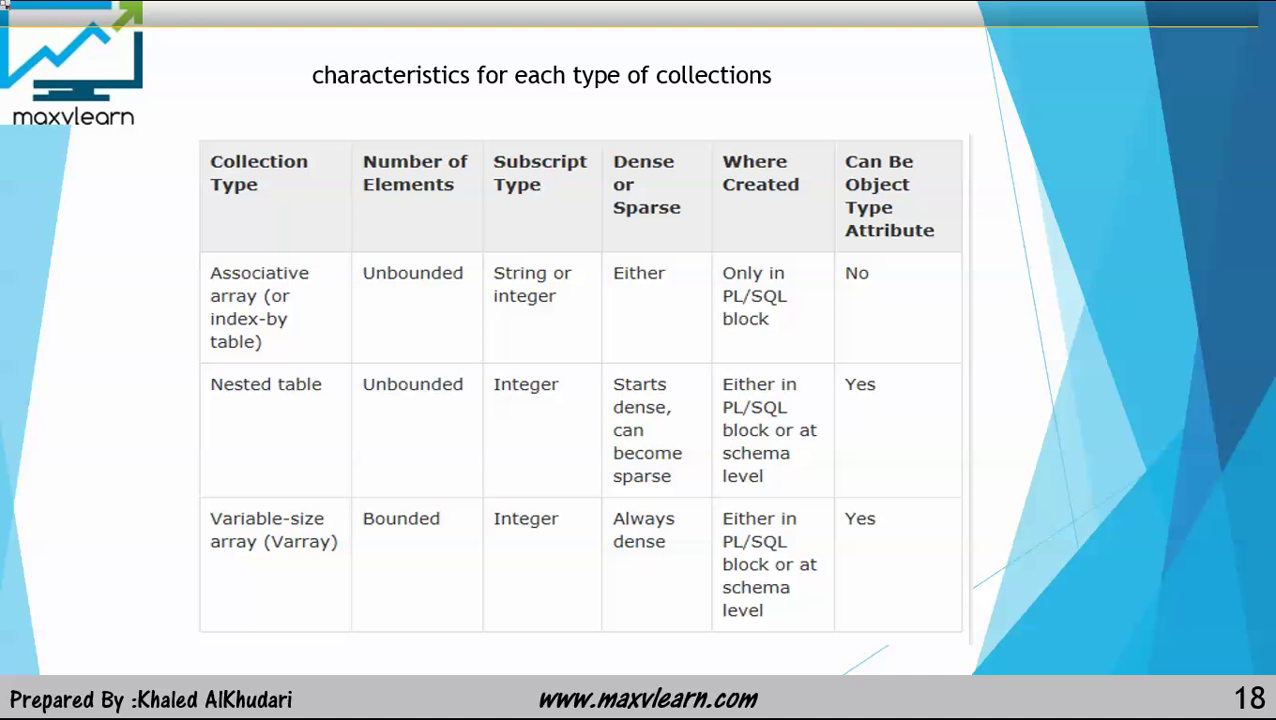 maxvlearn
characteristics for each type of collections
Collection
Type
Number of
Elements
Subscript
Type
Dense
or
Sparse
Where
Created
Can Be
Object
Type
Attribute
Associative
array (or
index-by
table)
Unbounded
String or
integer
Either
Only in
PL/SQL
block
No
Nested table
Unbounded
Integer
Starts
dense,
can
become
sparse
Either in
PL/SQL
block or at
schema
level
Yes
Variable-size
array (Varray)
Bounded
Integer
Always
dense
Either in
PL/SQL
block or at
schema
level
Yes
Prepared By :Khaled AlKhudari
www.maxvlearn.com
18